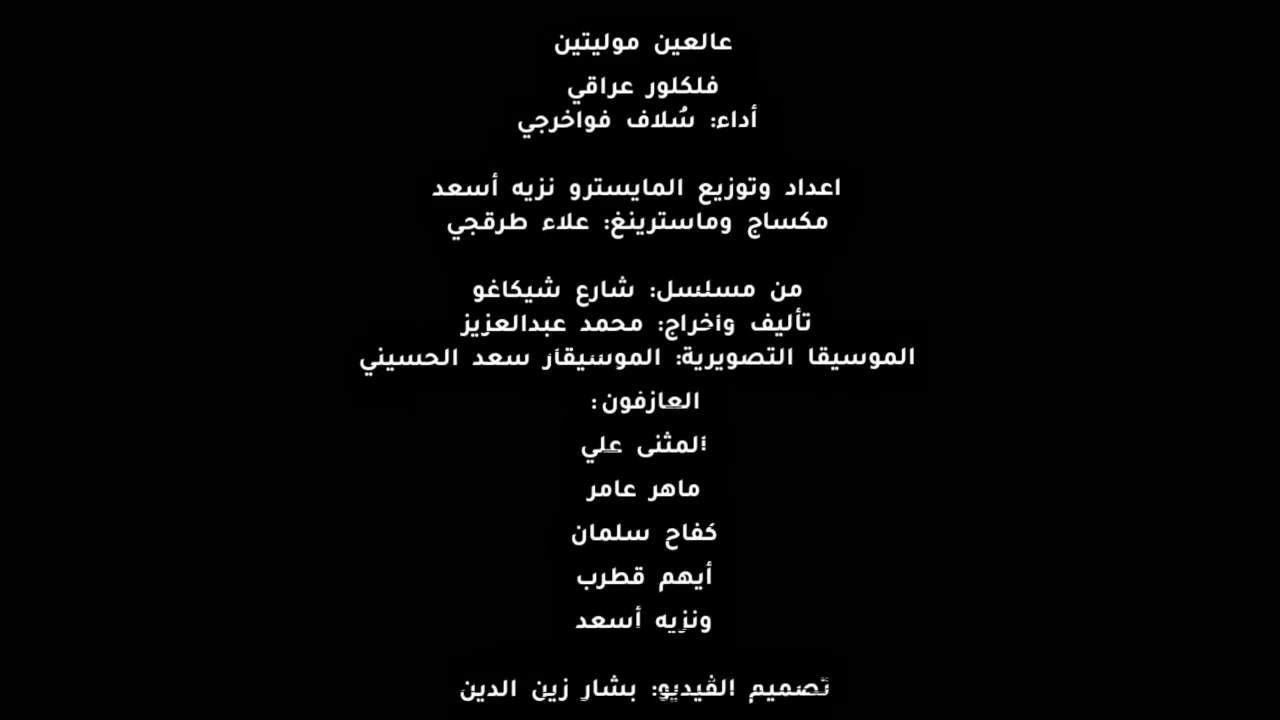 عالعين موليتين
فلكلور عراقي
أداء: سُلاف فواخرجي
اعداد وتوزيع المايسترو نزيه أسعد
مكساج وماسترينغ: علاء طرقجي
من مسلسل: شارع شيكاغو
تأليف وأخراج: محمد عبدالعزيز
الموسيقا التصويرية: الموسيقار سعد الحسيني
العازفون:
المثنى علي
ماهر عامر
كفاح سلمان
أيهم قطرب
ونزيه أسعد
تصميم الڤيديو: بشار زين الدين